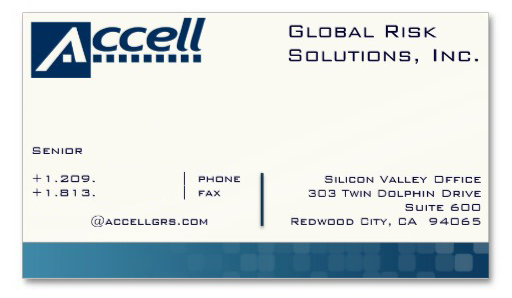 Accell
Global Risk
Solutions, Inc.
Senior
+1.209. | phone
+1.813. | fax
@accellgrs.com
Silicon Valley Office
303 Twin Dolphin Drive
Suite 600
Redwood City, CA 94065